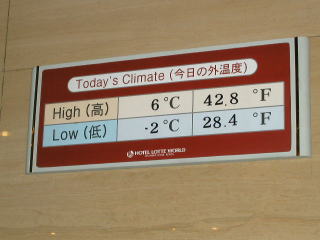 Today's Climate (今日の外温度)
High (高) 6 °C 42.8 °F
Low (低) -2 °C 28.4 °F
HOTEL LOTTE WORLD